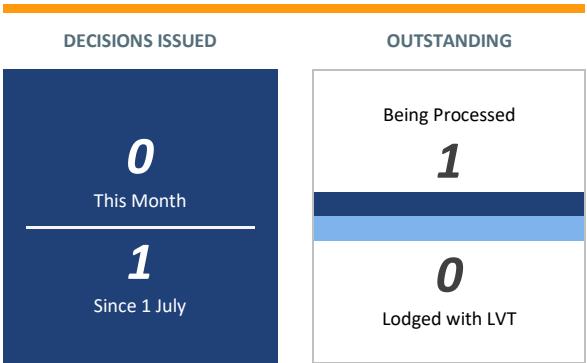 DECISIONS ISSUED
0
This Month
1
Since 1 July
OUTSTANDING
Being Processed
1
0
Lodged with LVT